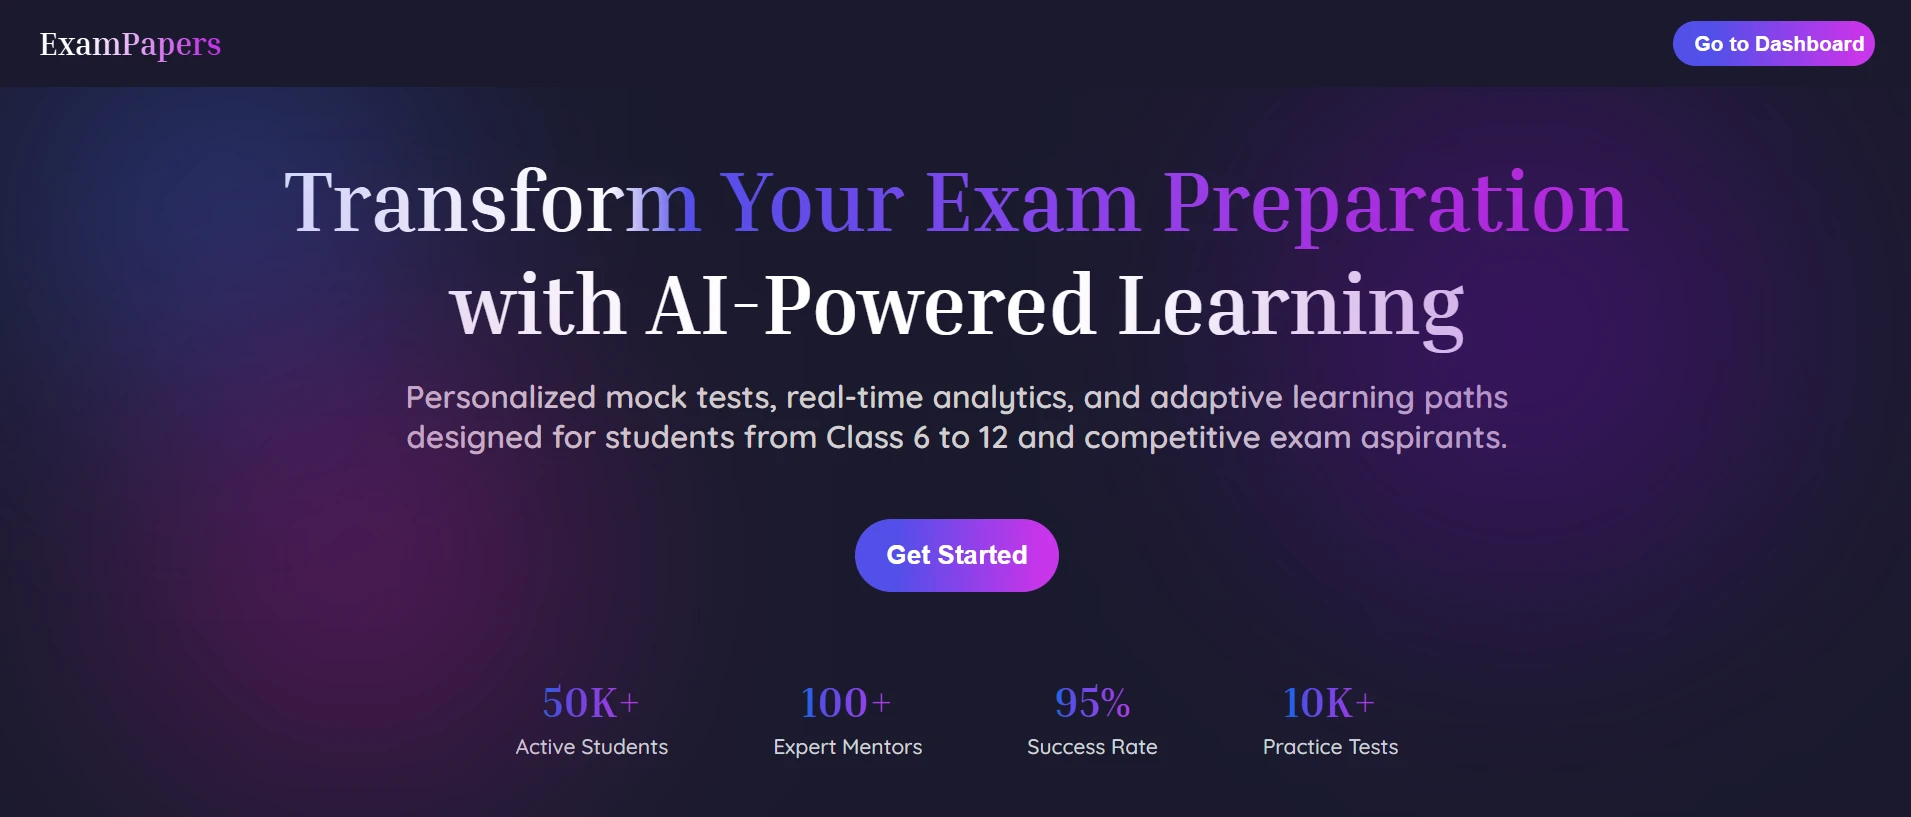 ExamPapers
Go to Dashboard
Transform Your Exam Preparation
with AI-Powered Learning
Personalized mock tests, real-time analytics, and adaptive learning paths
designed for students from Class 6 to 12 and competitive exam aspirants.
Get Started
50K+
Active Students
100+
Expert Mentors
95%
Success Rate
10K+
Practice Tests